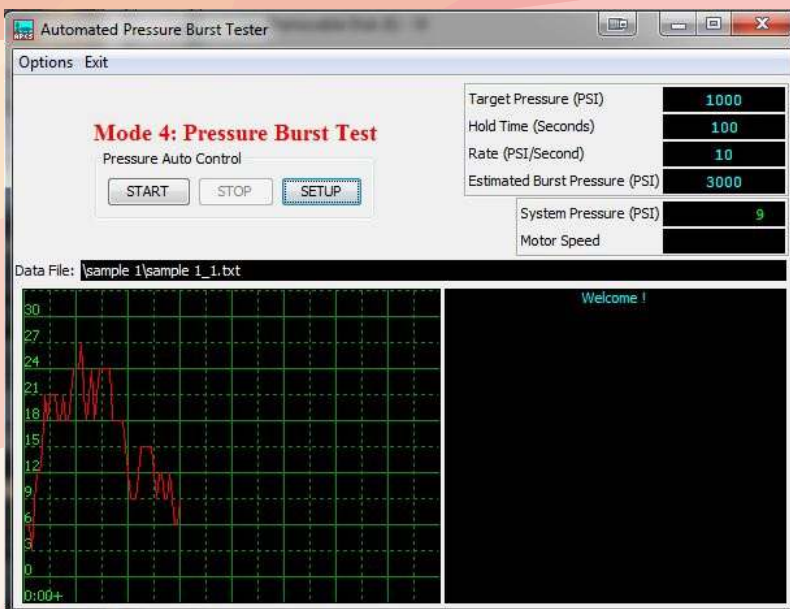 Automated Pressure Burst Tester
Options Exit
Mode 4: Pressure Burst Test
Pressure Auto Control
START STOP SETUP
Target Pressure (PSI) 1000
Hold Time (Seconds) 100
Rate (PSI/Second) 10
Estimated Burst Pressure (PSI) 3000
System Pressure (PSI) 9
Motor Speed
Data File: \sample 1\sample 1_1.txt
30
27
24
21
18
15
12
9
6
3
0
0:00+
Welcome !